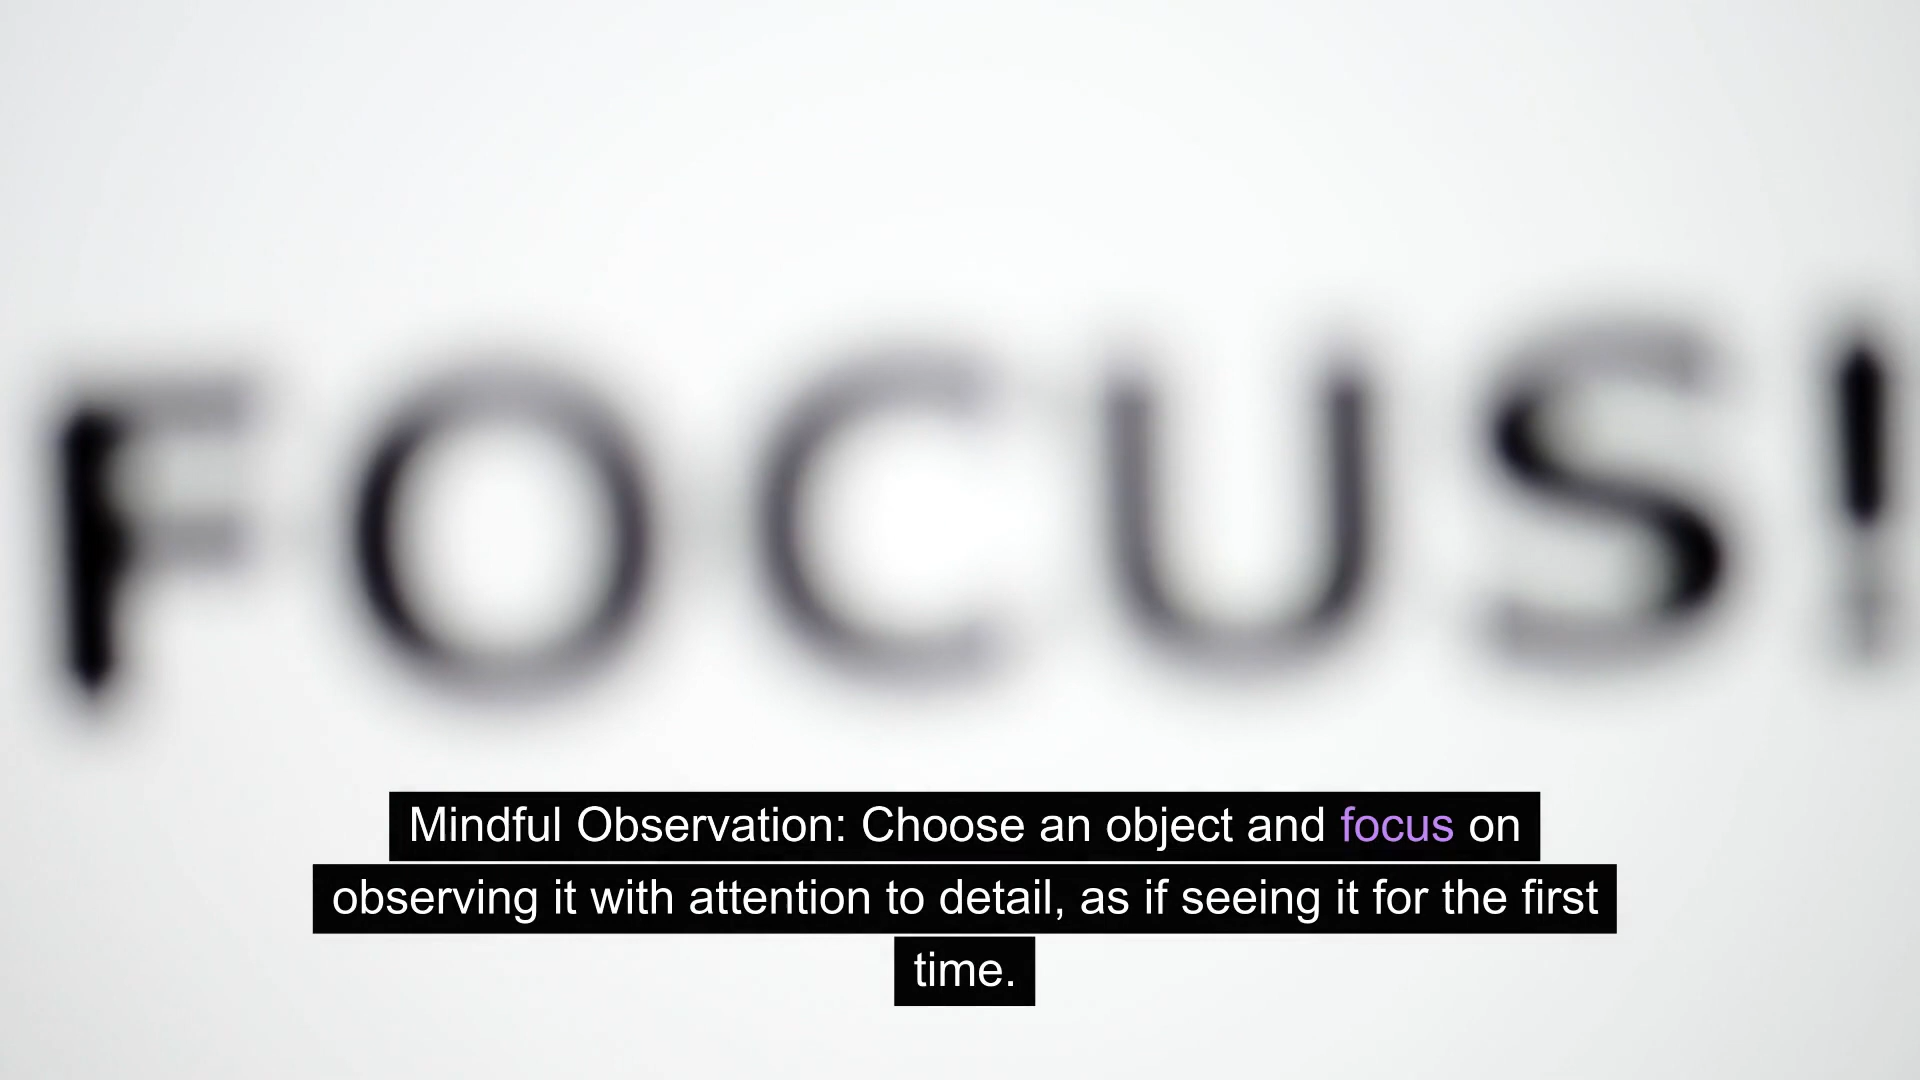 FOCUS!
Mindful Observation: Choose an object and focus on
observing it with attention to detail, as if seeing it for the first
time.